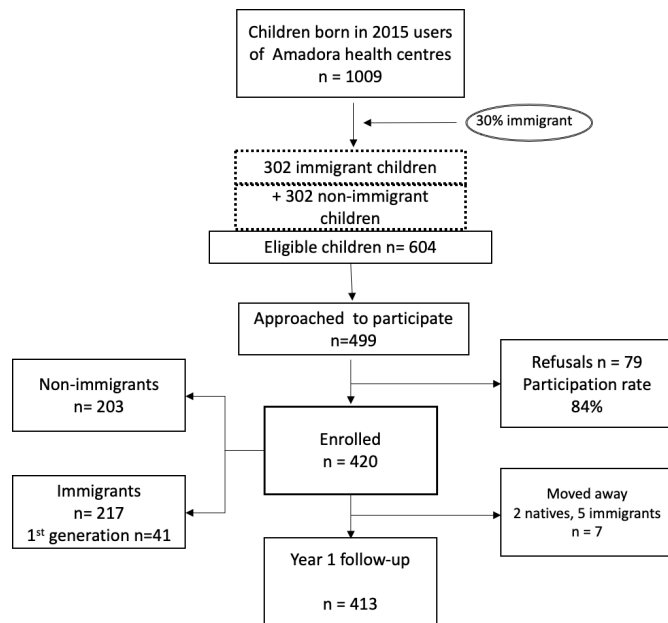 Children born in 2015 users
of Amadora health centres
n = 1009
30% immigrant
302 immigrant children
+ 302 non-immigrant
children
Eligible children n= 604
Approached to participate
n=499
Refusals n = 79
Participation rate
84%
Non-immigrants
n= 203
Enrolled
n = 420
Immigrants
n= 217
1st generation n=41
Moved away
2 natives, 5 immigrants
n = 7
Year 1 follow-up
n = 413